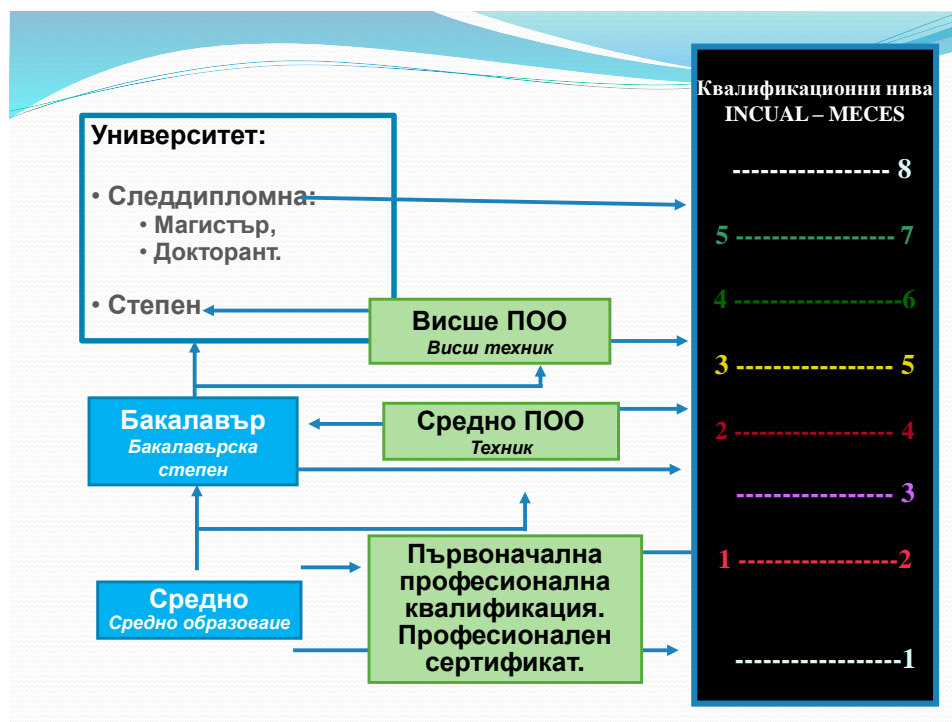 Университет:
• Следдипломна:
• Магистър,
• Докторант.
• Степен
Висше ПОО
Висш техник
Бакалавър
Бакалавърска
степен
Средно ПОО
Техник
Средно
Средно образоваие
Първоначална
професионална
квалификация.
Професионален
сертификат.
Квалификационни нива
INCUAL – MECES
----------------- 8
5 ----------------- 7
4 ------------------6
3 ------------------ 5
2 ----------------- 4
----------------- 3
1 -----------------2
------------------1